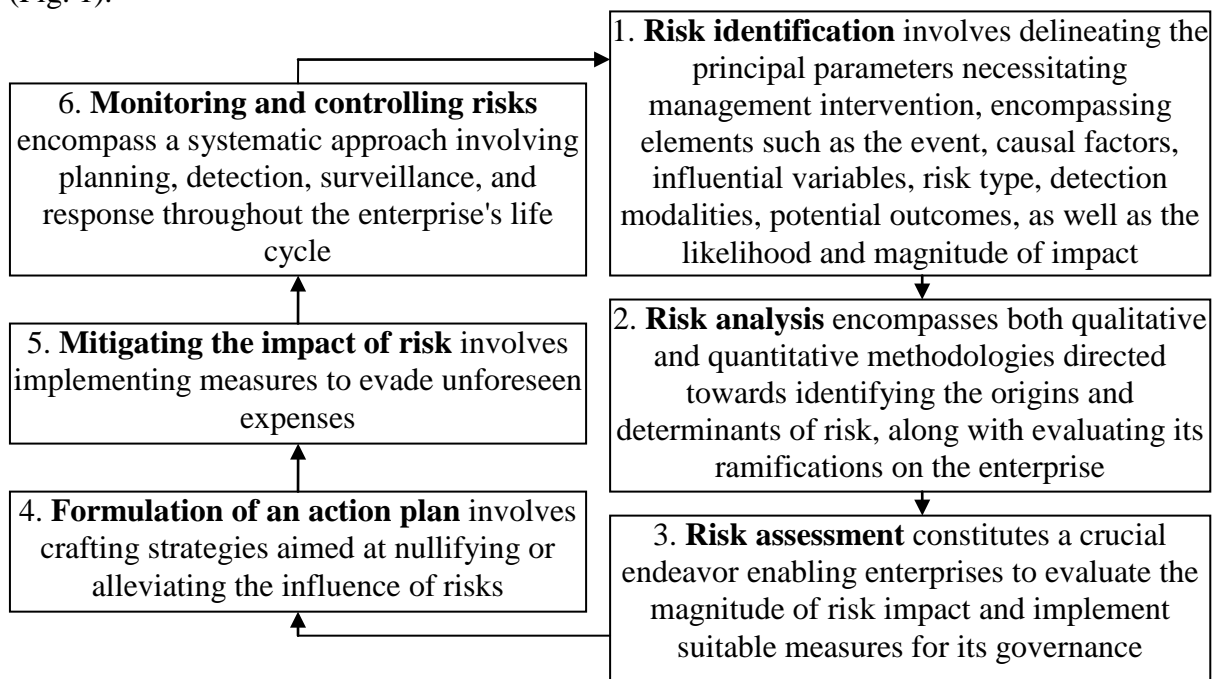 (Fig. 1).
1. Risk identification involves delineating the
principal parameters necessitating
management intervention, encompassing
elements such as the event, causal factors,
influential variables, risk type, detection
modalities, potential outcomes, as well as the
likelihood and magnitude of impact
2. Risk analysis encompasses both qualitative
and quantitative methodologies directed
towards identifying the origins and
determinants of risk, along with evaluating its
ramifications on the enterprise
3. Risk assessment constitutes a crucial
endeavor enabling enterprises to evaluate the
magnitude of risk impact and implement
suitable measures for its governance
4. Formulation of an action plan involves
crafting strategies aimed at nullifying or
alleviating the influence of risks
5. Mitigating the impact of risk involves
implementing measures to evade unforeseen
expenses
6. Monitoring and controlling risks
encompass a systematic approach involving
planning, detection, surveillance, and
response throughout the enterprise's life
cycle